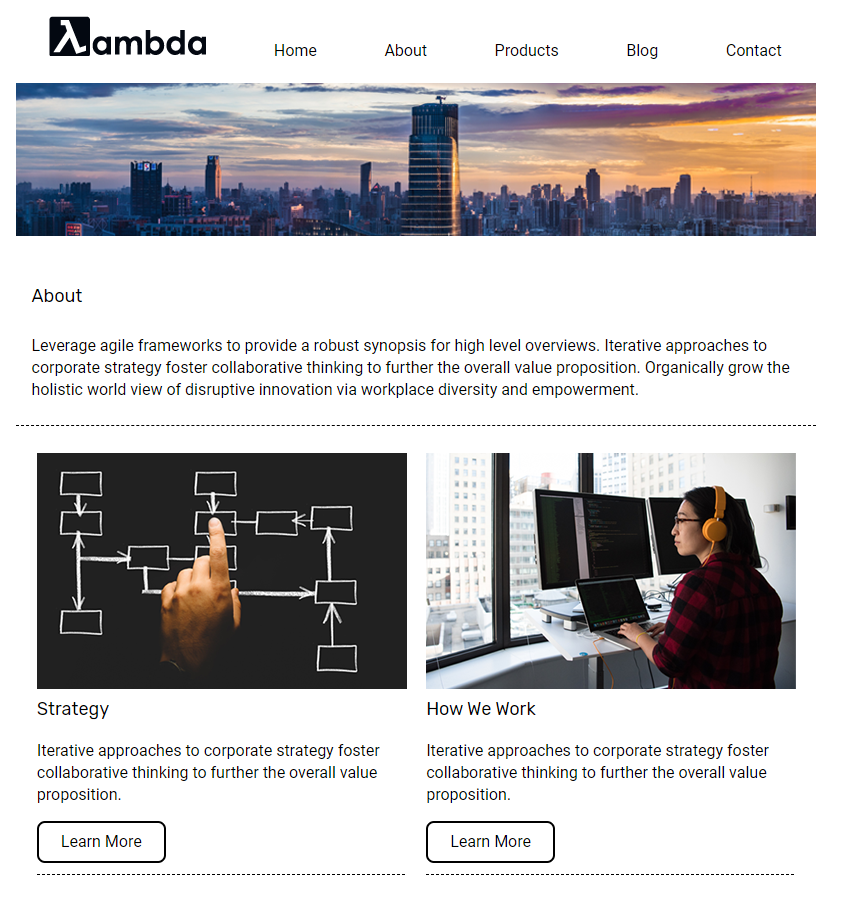 λambda
Home About Products Blog Contact
About
Leverage agile frameworks to provide a robust synopsis for high level overviews. Iterative approaches to
corporate strategy foster collaborative thinking to further the overall value proposition. Organically grow the
holistic world view of disruptive innovation via workplace diversity and empowerment.
Strategy
Iterative approaches to corporate strategy foster
collaborative thinking to further the overall value
proposition.
Learn More
How We Work
Iterative approaches to corporate strategy foster
collaborative thinking to further the overall value
proposition.
Learn More